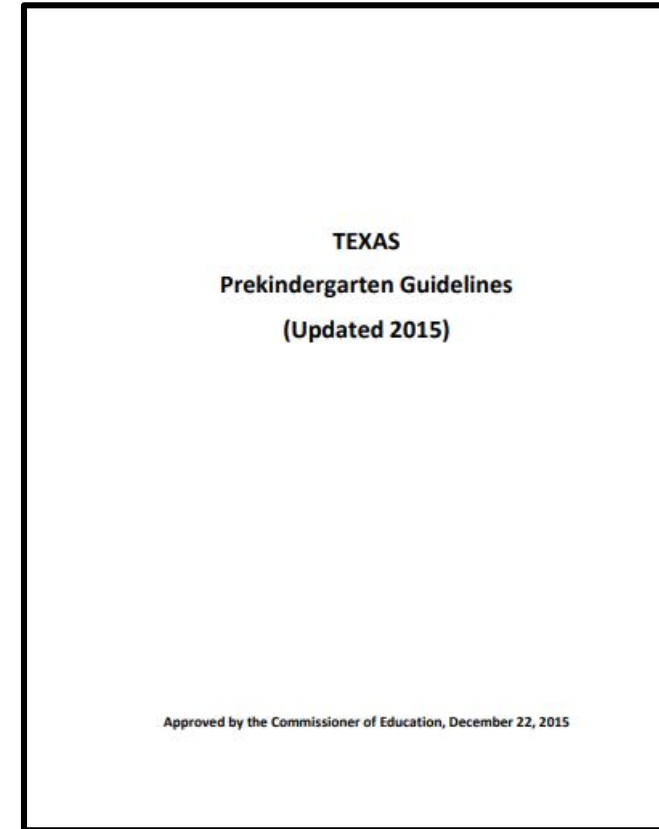 TEXAS
Prekindergarten Guidelines
(Updated 2015)
Approved by the Commissioner of Education, December 22, 2015